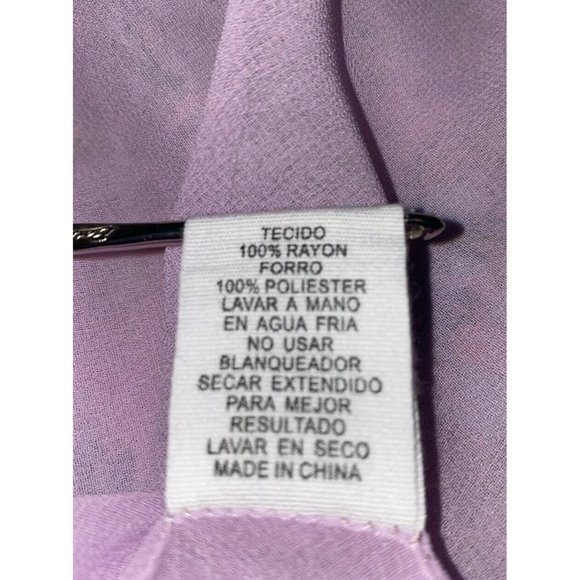 TECIDO
100% RAYON
FORRO
100% POLIESTER
LAVAR A MANO
EN AGUA FRIA
NO USAR
BLANQUEADOR
SECAR EXTENDIDO
PARA MEJOR
RESULTADO
LAVAR EN SECO
MADE IN CHINA